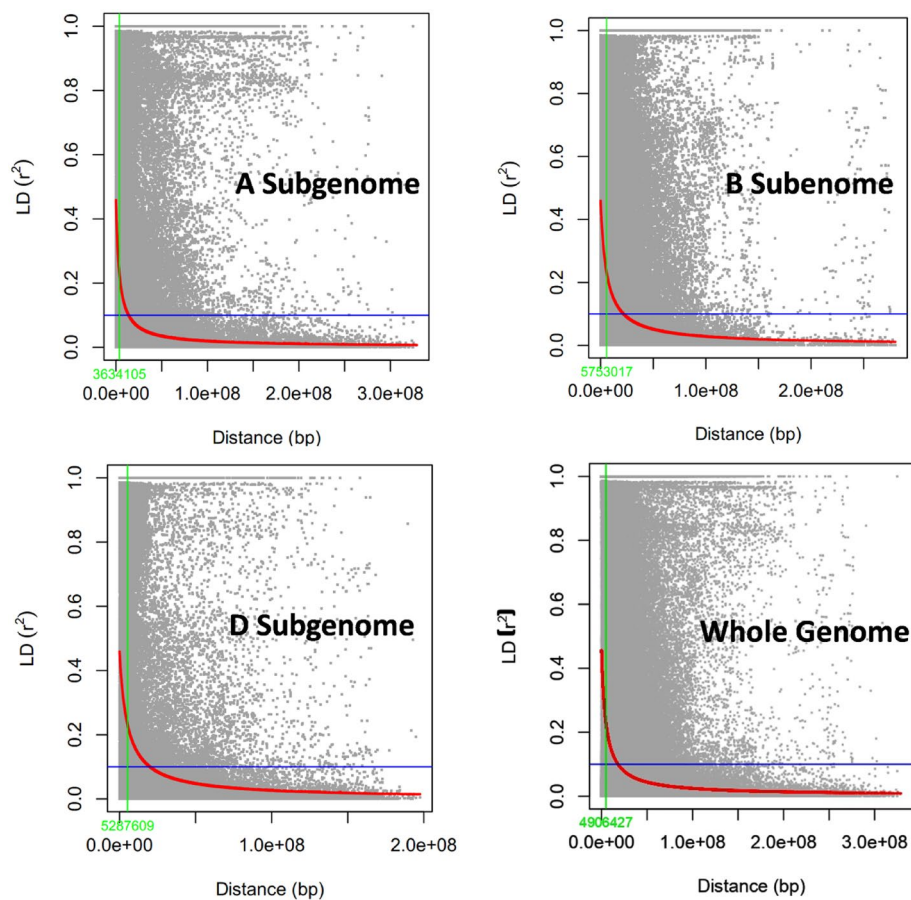 1.0
0.8
0.6
0.4
0.2
0.0
LD (r²)
A Subgenome
3634105
0.0e+00 1.0e+08 2.0e+08 3.0e+08
Distance (bp)
1.0
0.8
0.6
0.4
0.2
0.0
LD (r²)
B Subenome
5753017
0.0e+00 1.0e+08 2.0e+08
Distance (bp)
1.0
0.8
0.6
0.4
0.2
0.0
LD (r²)
D Subgenome
5287609
0.0e+00 1.0e+08 2.0e+08
Distance (bp)
1.0
0.8
0.6
0.4
0.2
0.0
LD (r²)
Whole Genome
4906427
0.0e+00 1.0e+08 2.0e+08 3.0e+08
Distance (bp)